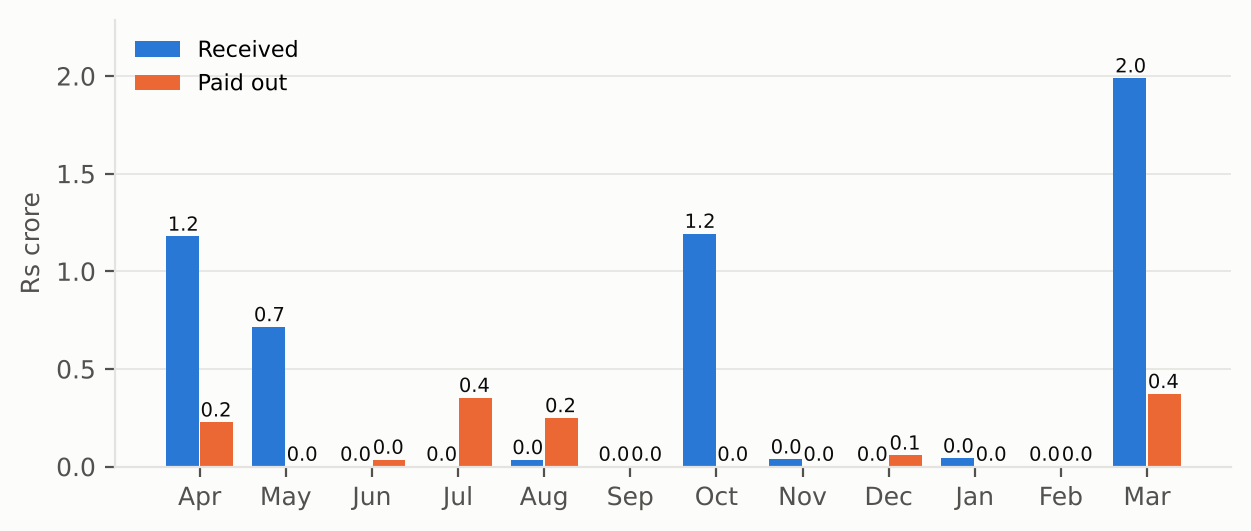 Received
Paid out
Rs crore
2.0
1.5
1.0
0.5
0.0
1.2 0.2 0.7 0.0 0.0 0.0 0.0 0.4 0.0 0.2 0.0 0.0 1.2 0.0 0.0 0.0 0.0 0.1 0.0 0.0 0.0 0.0 2.0 0.4
Apr May Jun Jul Aug Sep Oct Nov Dec Jan Feb Mar